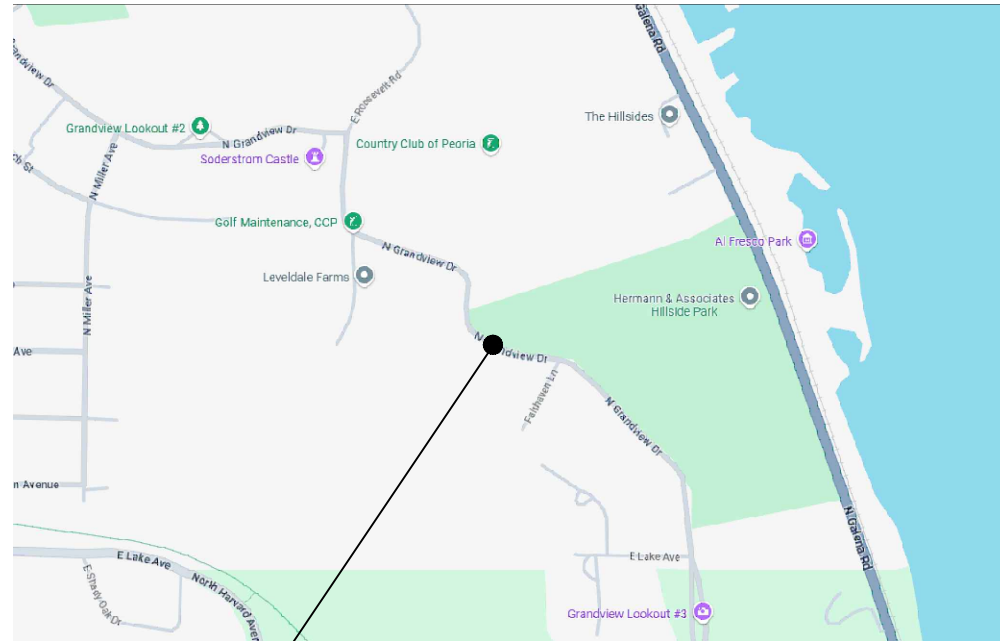 N Galena Rd
Grandview Dr
E Roosevelt Rd
The Hillsides
Grandview Lookout #2
N Grandview Dr
Country Club of Peoria
Soderstrom Castle
N Miller Ave
Golf Maintenance, CCP
Al Fresco Park
N Grandview Dr
Leveldale Farms
Hermann & Associates
Hillside Park
N Miller Ave
Ave
Dr
N Grandview Dr
Avenue
N Galena Rd
E Lake Ave
E Lake Ave
North Harvard Ave
E Shady Oak Dr
Grandview Lookout #3